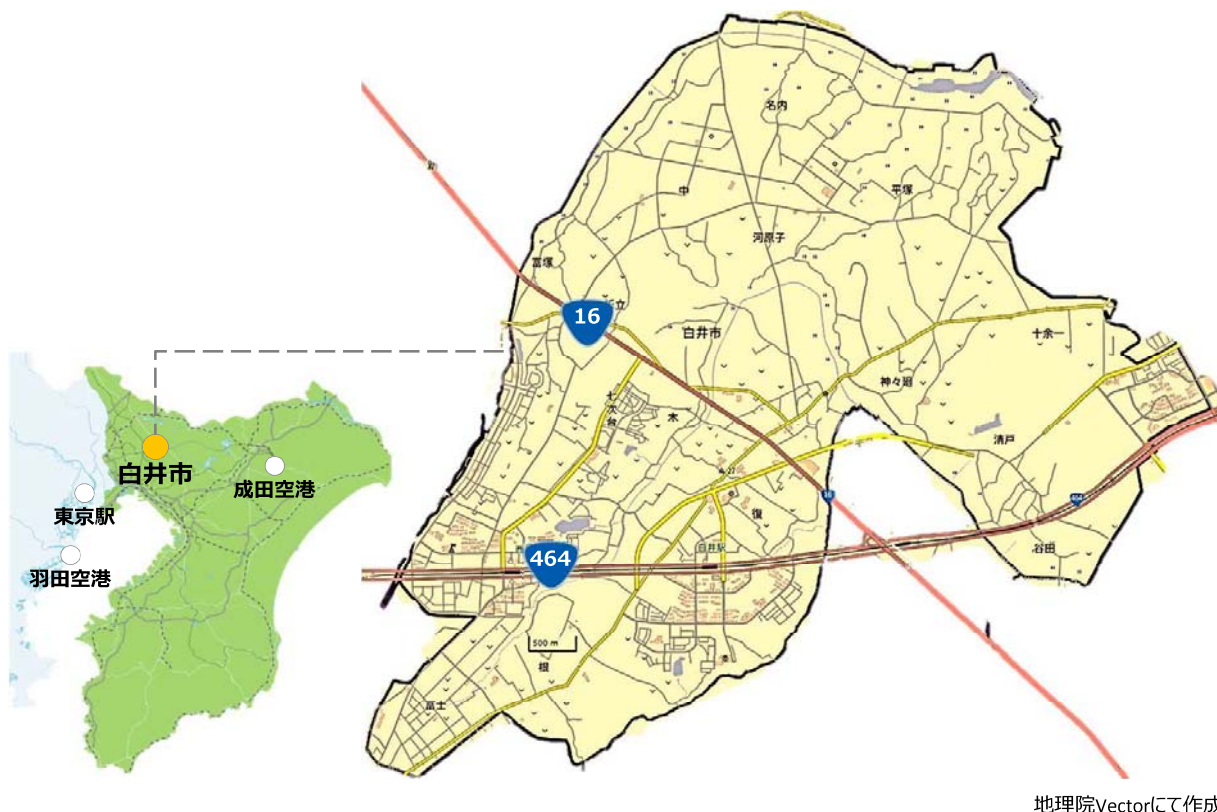 名内
中
平塚
河原子
富塚
16
白井市
十余一
神々廻
七次台
木
清戸
復
白井市
成田空港
東京駅
羽田空港
464
16
464
白井駅
谷田
500 m
根
富士
地理院Vectorにて作成